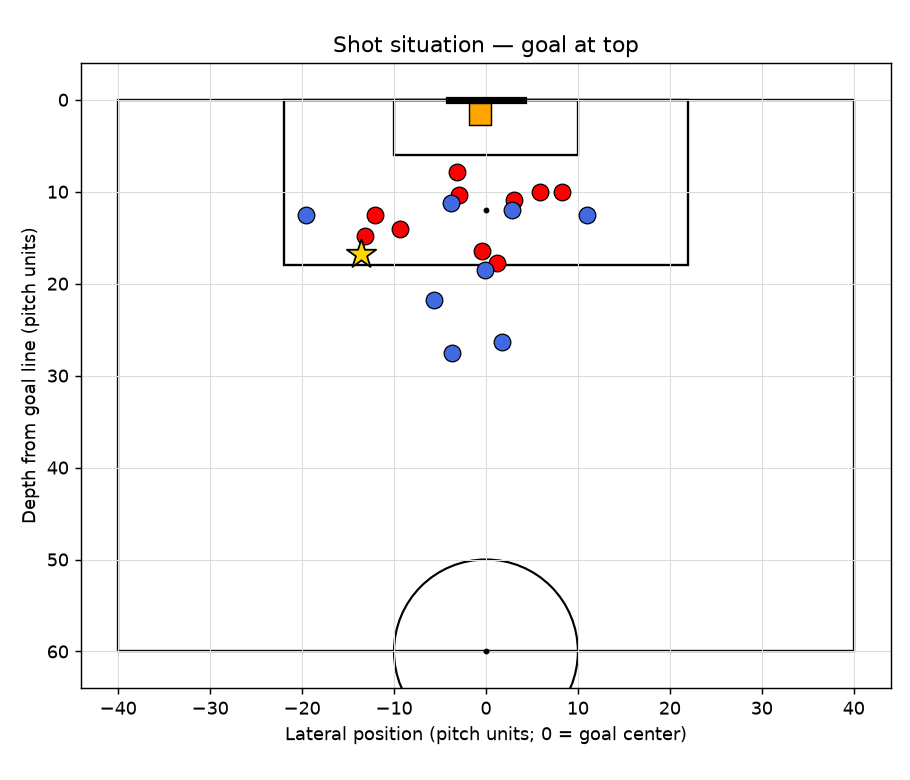 Shot situation — goal at top
0
10
20
30
40
50
60
Depth from goal line (pitch units)
−40 −30 −20 −10 0 10 20 30 40
Lateral position (pitch units; 0 = goal center)